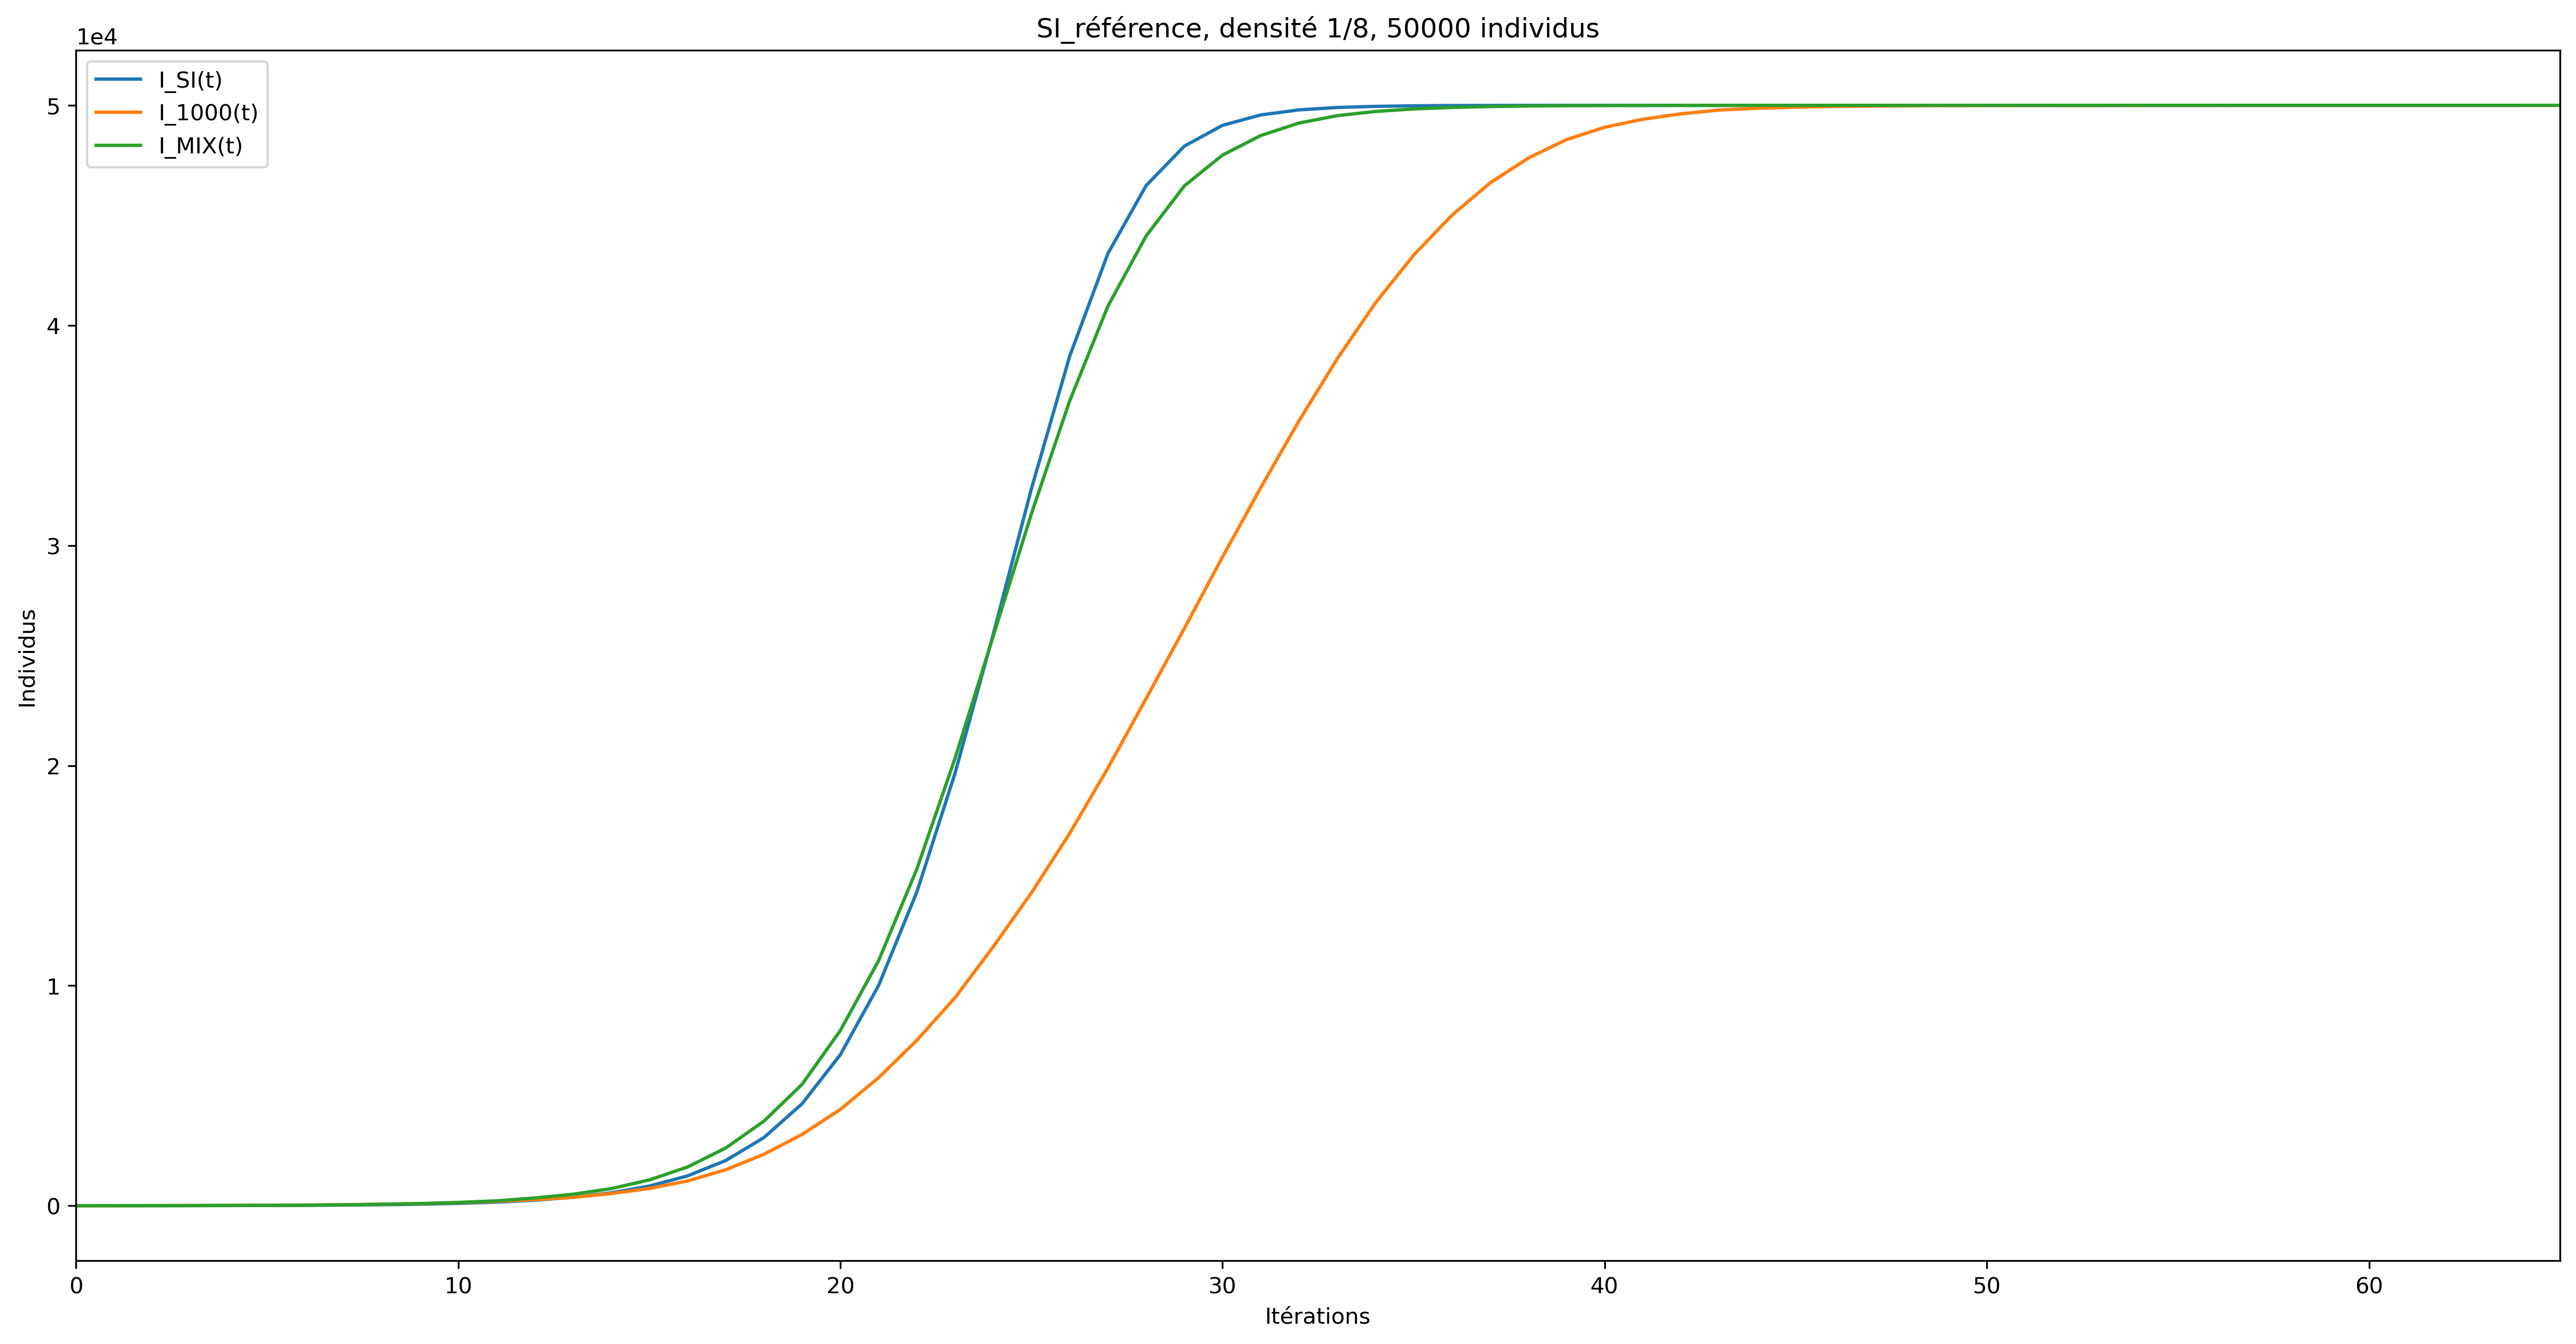 SI_référence, densité 1/8, 50000 individus
1e4
I_SI(t)
I_1000(t)
I_MIX(t)
5
4
3
2
1
0
Individus
0 10 20 30 40 50 60
Itérations